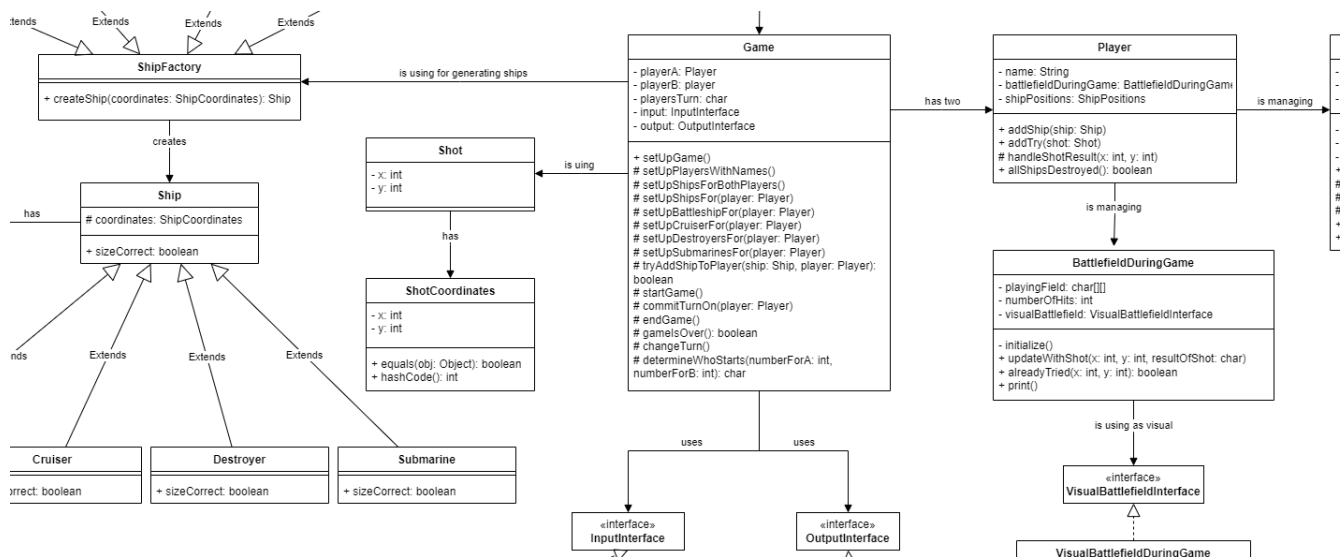 xtends
Extends
Extends
Extends
ShipFactory
+ createShip(coordinates: ShipCoordinates): Ship
creates
Ship
# coordinates: ShipCoordinates
+ sizeCorrect: boolean
has
ends
Extends
Extends
Extends
Cruiser
orrect: boolean
Destroyer
+ sizeCorrect: boolean
Submarine
+ sizeCorrect: boolean
is using for generating ships
Shot
- x: int
- y: int
is uing
has
ShotCoordinates
- x: int
- y: int
+ equals(obj: Object): boolean
+ hashCode(): int
Game
- playerA: Player
- playerB: player
- playersTurn: char
- input: InputInterface
- output: OutputInterface
+ setUpGame()
# setUpPlayersWithNames()
# setUpShipsForBothPlayers()
# setUpShipsFor(player: Player)
# setUpBattleshipFor(player: Player)
# setUpCruiserFor(player: Player)
# setUpDestroyersFor(player: Player)
# setUpSubmarinesFor(player: Player)
# tryAddShipToPlayer(ship: Ship, player: Player):
boolean
# startGame()
# commitTurnOn(player: Player)
# endGame()
# gameIsOver(): boolean
# changeTurn()
# determineWhoStarts(numberForA: int,
numberForB: int): char
uses
uses
«interface»
InputInterface
«interface»
OutputInterface
has two
Player
- name: String
- battlefieldDuringGame: BattlefieldDuringGame
- shipPositions: ShipPositions
+ addShip(ship: Ship)
+ addTry(shot: Shot)
# handleShotResult(x: int, y: int)
+ allShipsDestroyed(): boolean
is managing
is managing
BattlefieldDuringGame
- playingField: char[][]
- numberOfHits: int
- visualBattlefield: VisualBattlefieldInterface
- initialize()
+ updateWithShot(x: int, y: int, resultOfShot: char)
+ alreadyTried(x: int, y: int): boolean
+ print()
is using as visual
«interface»
VisualBattlefieldInterface
VisualBattlefieldDuringGame